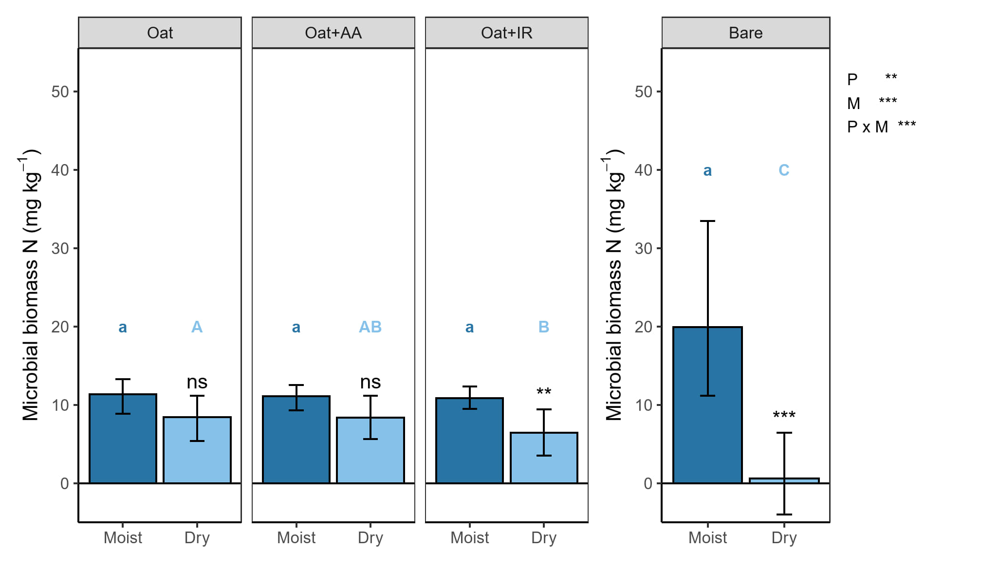 Oat Oat+AA Oat+IR Bare
P **
M ***
P x M ***
Microbial biomass N (mg kg⁻¹)
50
40
30
20
10
0
a A a AB a B
ns ns **
Moist Dry Moist Dry Moist Dry
Microbial biomass N (mg kg⁻¹)
50
40
30
20
10
0
a C
***
Moist Dry